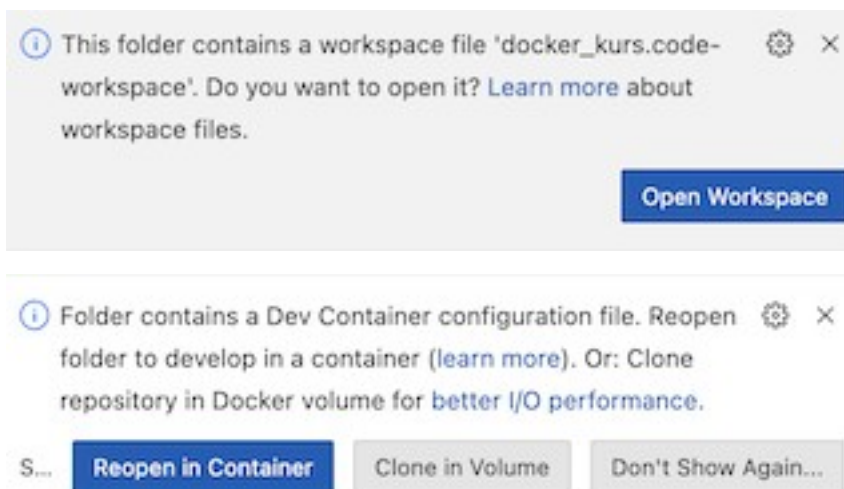 This folder contains a workspace file 'docker_kurs.code-
workspace'. Do you want to open it? Learn more about
workspace files.
Open Workspace
Folder contains a Dev Container configuration file. Reopen
folder to develop in a container (learn more). Or: Clone
repository in Docker volume for better I/O performance.
S... Reopen in Container Clone in Volume Don't Show Again...